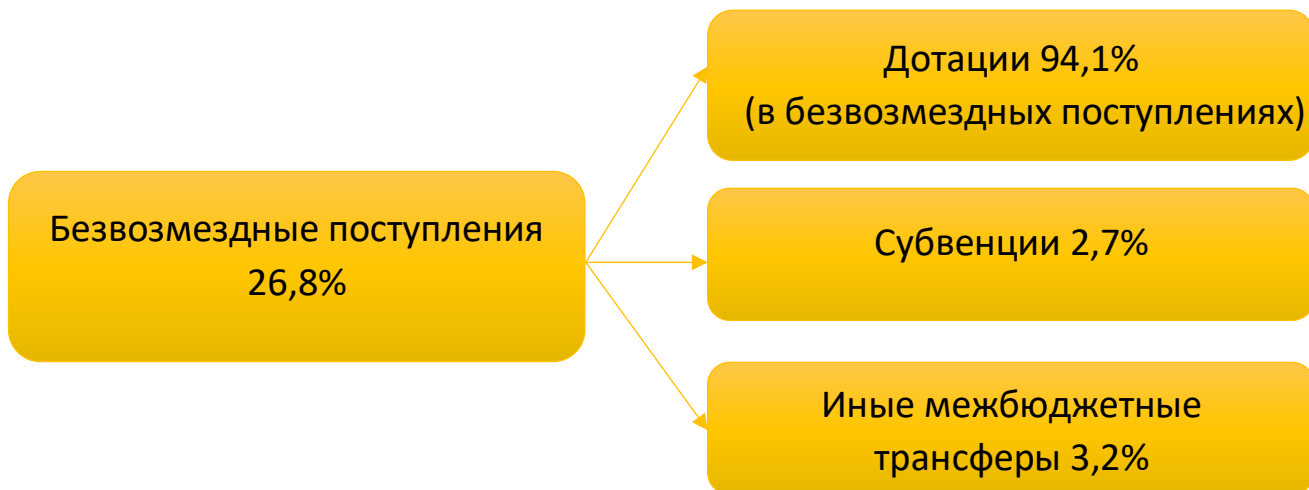 Безвозмездные поступления
26,8%
Дотации 94,1%
(в безвозмездных поступлениях)
Субвенции 2,7%
Иные межбюджетные
трансферы 3,2%